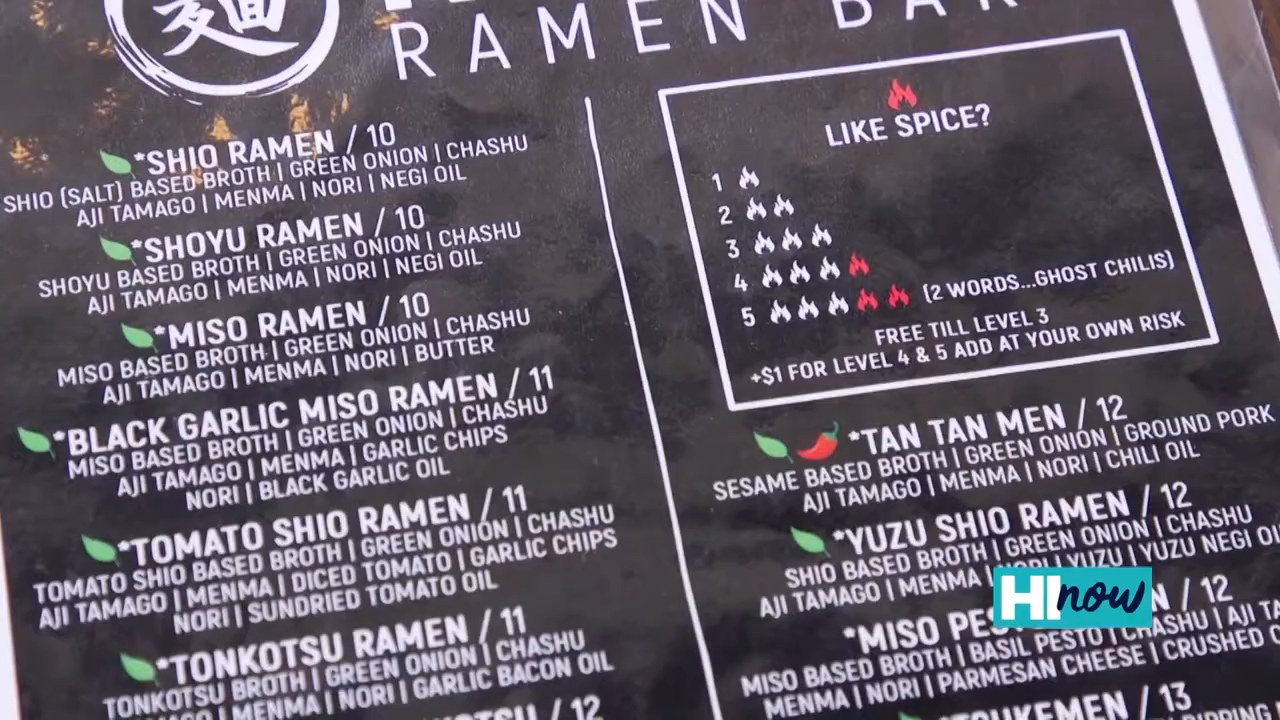 麺
RAMEN BAR
*SHIO RAMEN / 10
SHIO (SALT) BASED BROTH | GREEN ONION | CHASHU
AJI TAMAGO | MENMA | NORI | NEGI OIL
*SHOYU RAMEN / 10
SHOYU BASED BROTH | GREEN ONION | CHASHU
AJI TAMAGO | MENMA | NORI | NEGI OIL
*MISO RAMEN / 10
MISO BASED BROTH | GREEN ONION | CHASHU
AJI TAMAGO | MENMA | NORI | BUTTER
*BLACK GARLIC MISO RAMEN / 11
MISO BASED BROTH | GREEN ONION | CHASHU
AJI TAMAGO | MENMA | GARLIC CHIPS
NORI | BLACK GARLIC OIL
*TOMATO SHIO RAMEN / 11
TOMATO SHIO BASED BROTH | GREEN ONION | CHASHU
AJI TAMAGO | MENMA | DICED TOMATO | GARLIC CHIPS
NORI | SUNDRIED TOMATO OIL
*TONKOTSU RAMEN / 11
TONKOTSU BROTH | GREEN ONION | CHASHU
TAMAGO | MENMA | NORI | GARLIC BACON OIL
/ 12
LIKE SPICE?
1
2
3
4
5 (2 WORDS...GHOST CHILIS)
FREE TILL LEVEL 3
+$1 FOR LEVEL 4 & 5 ADD AT YOUR OWN RISK
*TAN TAN MEN / 12
SESAME BASED BROTH | GREEN ONION | GROUND PORK
AJI TAMAGO | MENMA | NORI | CHILI OIL
*YUZU SHIO RAMEN / 12
SHIO BASED BROTH | GREEN ONION | CHASHU
AJI TAMAGO | MENMA | NORI | YUZU | YUZU NEGI OI
*MISO PES / 12
MISO BASED BROTH | BASIL PESTO | CHASHU | AJI TA
MENMA | NORI | PARMESAN CHEESE | CRUSHED
TSUKEMEN / 13
HI now